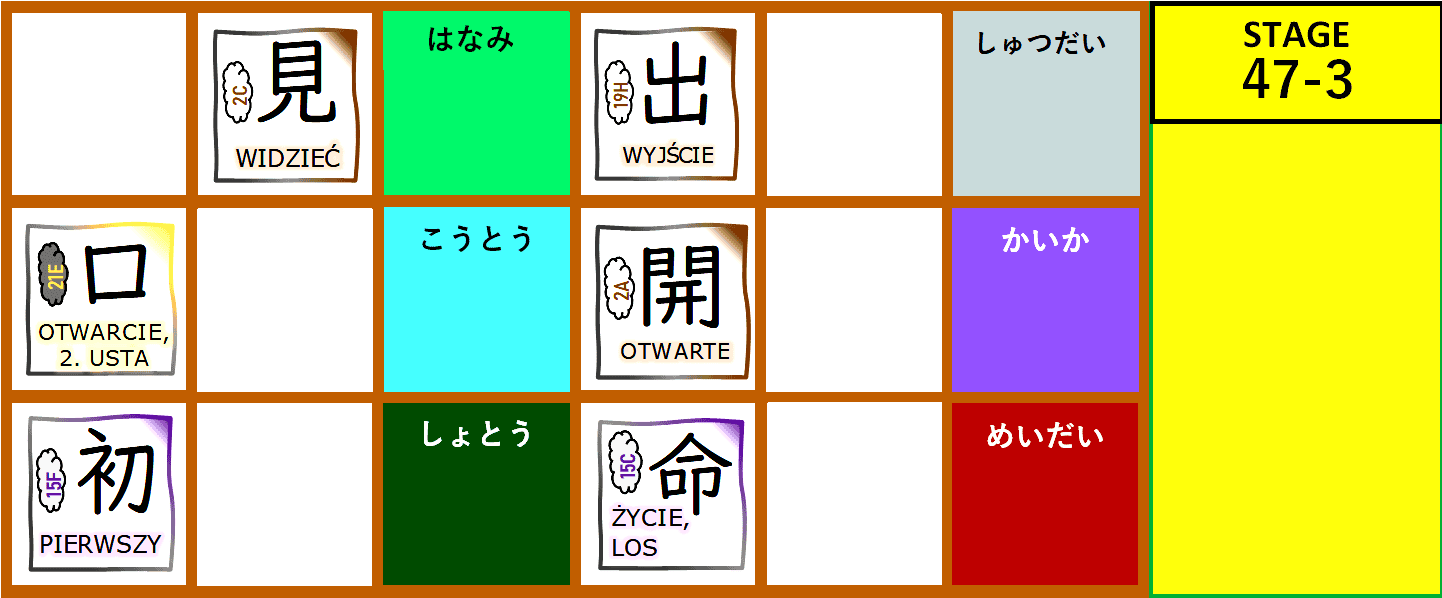 2C
見
WIDZIEĆ
はなみ
19H
出
WYJŚCIE
しゅつだい
STAGE
47-3
21E
口
OTWARCIE,
2. USTA
こうとう
2A
開
OTWARTE
かいか
15F
初
PIERWSZY
しょとう
15C
命
ŻYCIE,
LOS
めいだい